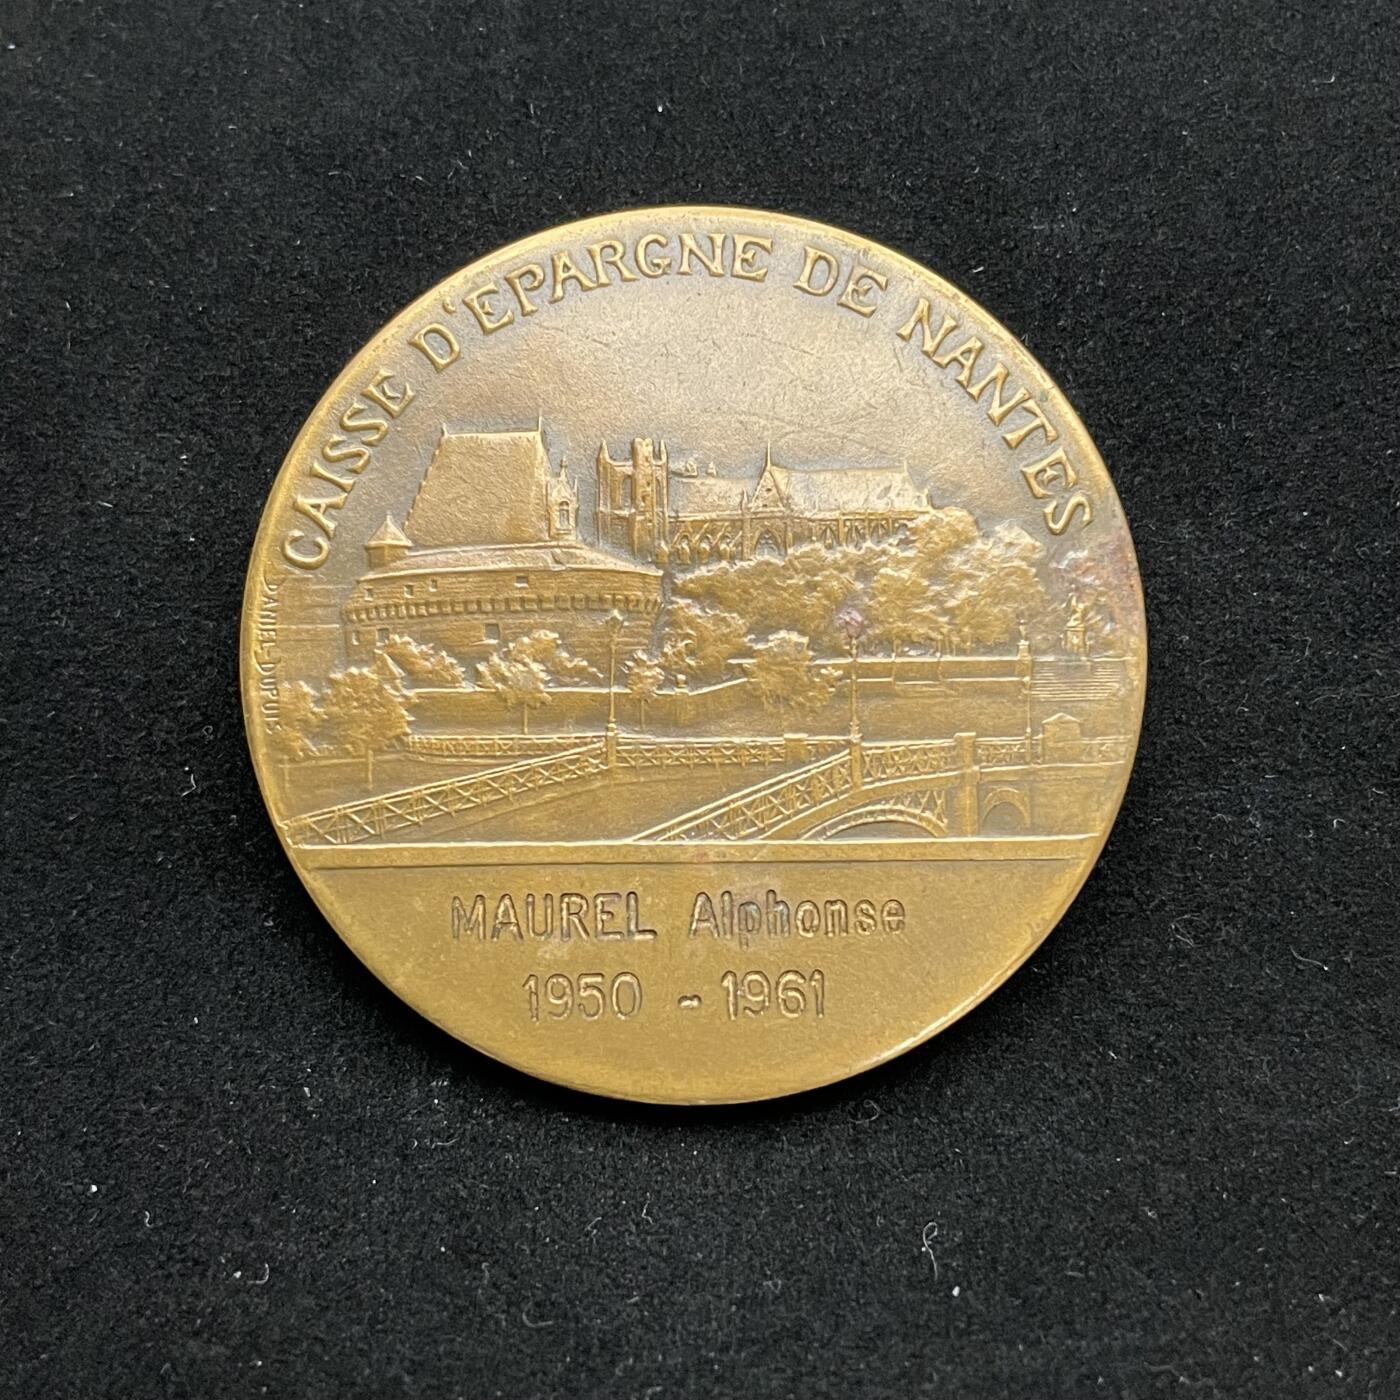 CAISSE D'EPARGNE DE NANTES
DANIEL-DUPUIS
MAUREL Alphonse
1950 - 1961